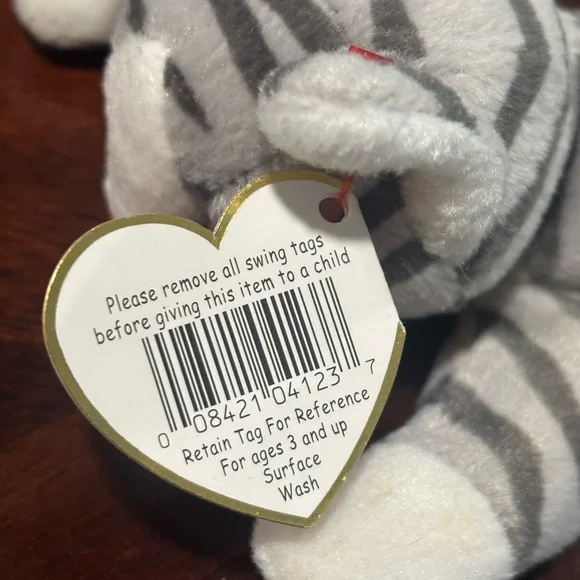 Please remove all swing tags
before giving this item to a child
0 08421 04123 7
Retain Tag For Reference
For ages 3 and up
Surface
Wash